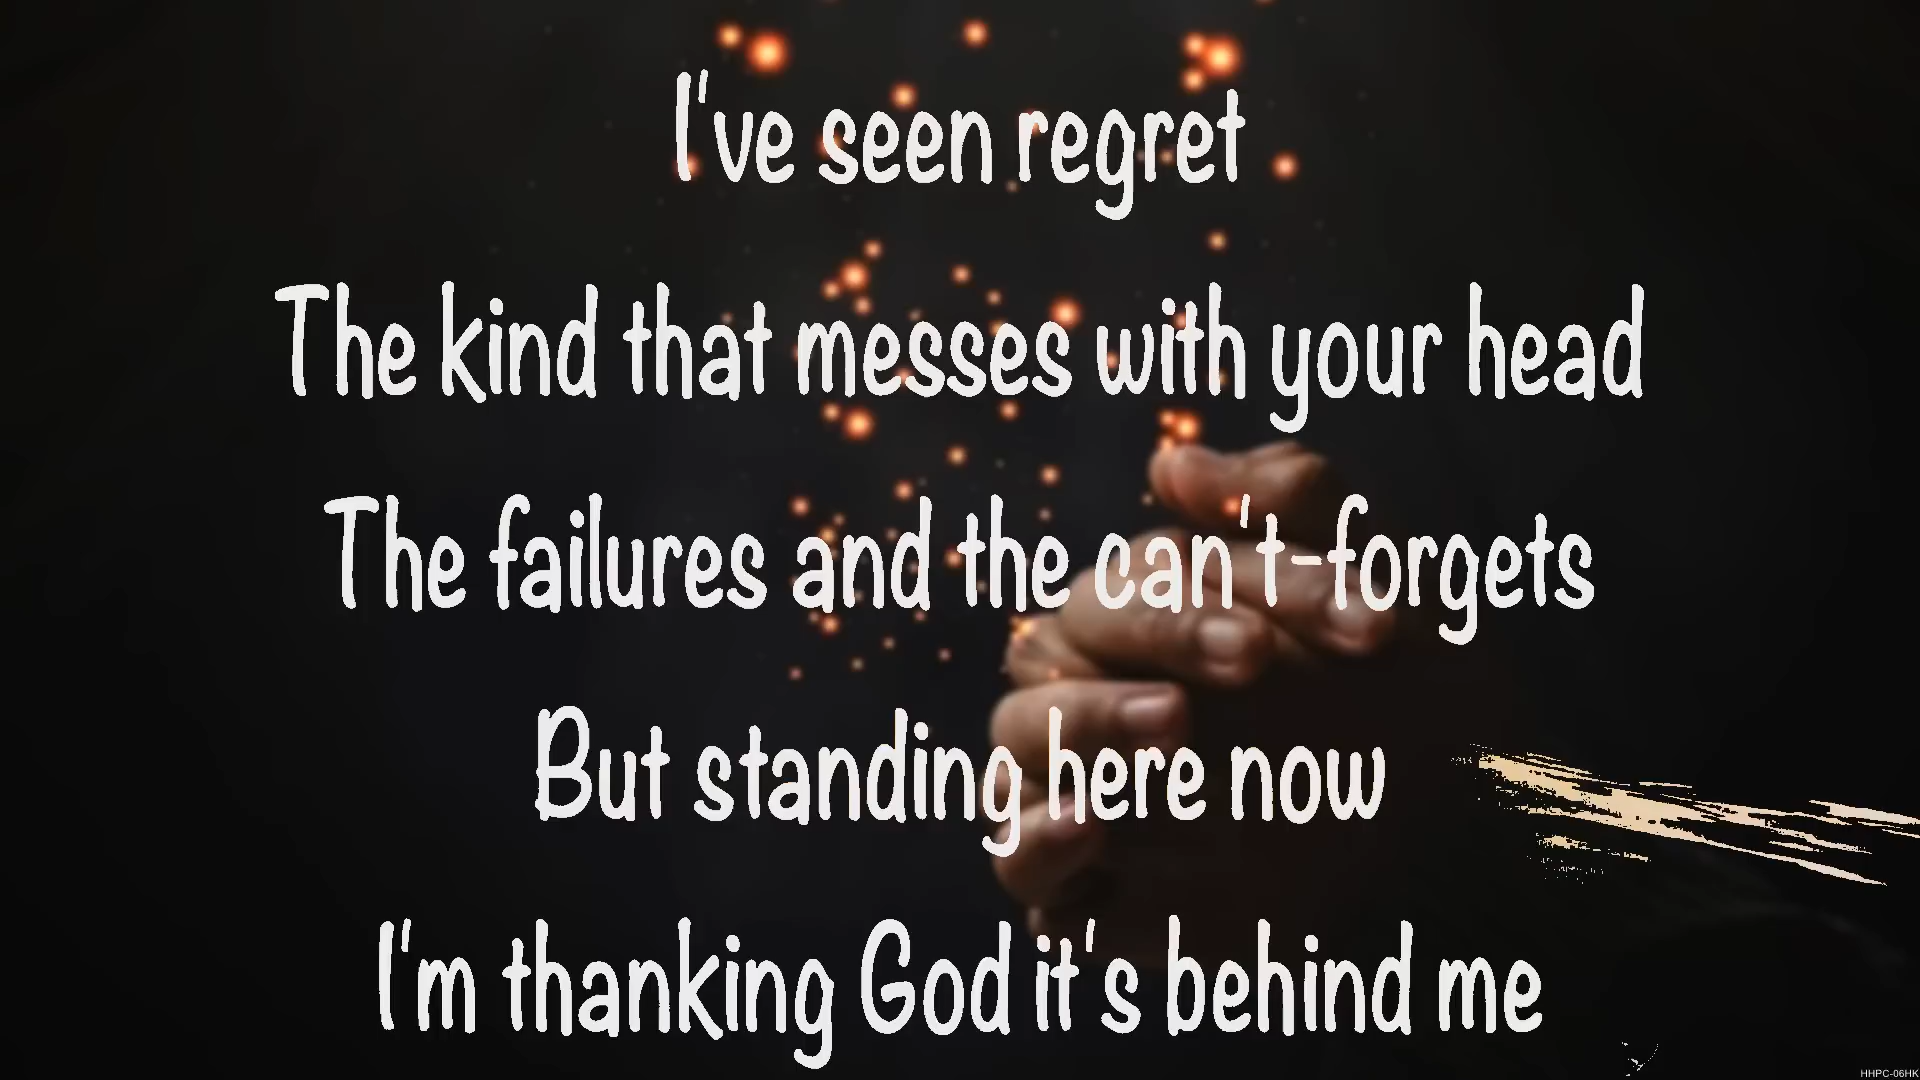 I've seen regret
The kind that messes with your head
The failures and the can't-forgets
But standing here now
I'm thanking God it's behind me
HHPC-06HK